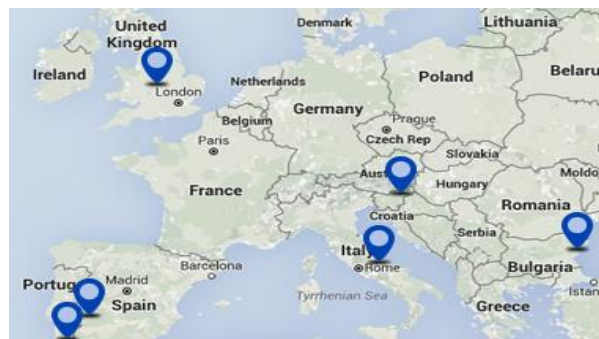 United
Kingdom
Denmark
Lithuania
Ireland
London
Netherlands
Poland
Belaru
Germany
Belgium
Prague
Czech Rep
Paris
Slovakia
Aust
Moldo
France
Hungary
Romania
Croatia
Serbia
Italy
Rome
Bulgaria
Barcelona
Portug
Madrid
Spain
Tyrrhenian Sea
Istan
Greece